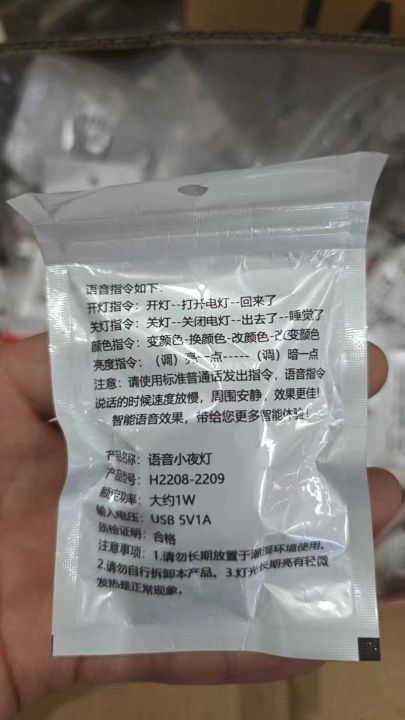 语音指令如下：
开灯指令：开灯--打开电灯--回来了
关灯指令：关灯--关闭电灯--出去了--睡觉了
颜色指令：变颜色-换颜色-改颜色-改变颜色
亮度指令：（调）亮一点-----（调）暗一点
注意：请使用标准普通话发出指令，语音指令
说话的时候速度放慢，周围安静，效果更佳！
智能语音效果，带给您更多智能体验！
产品名称：语音小夜灯
产品型号：H2208-2209
额定功率：大约1W
输入电压：USB 5V1A
质检证明：合格
注意事项：1.请勿长期放置于潮湿环境使用。
2.请勿自行拆卸本产品。3.灯光长期亮有轻微
发热是正常现象。